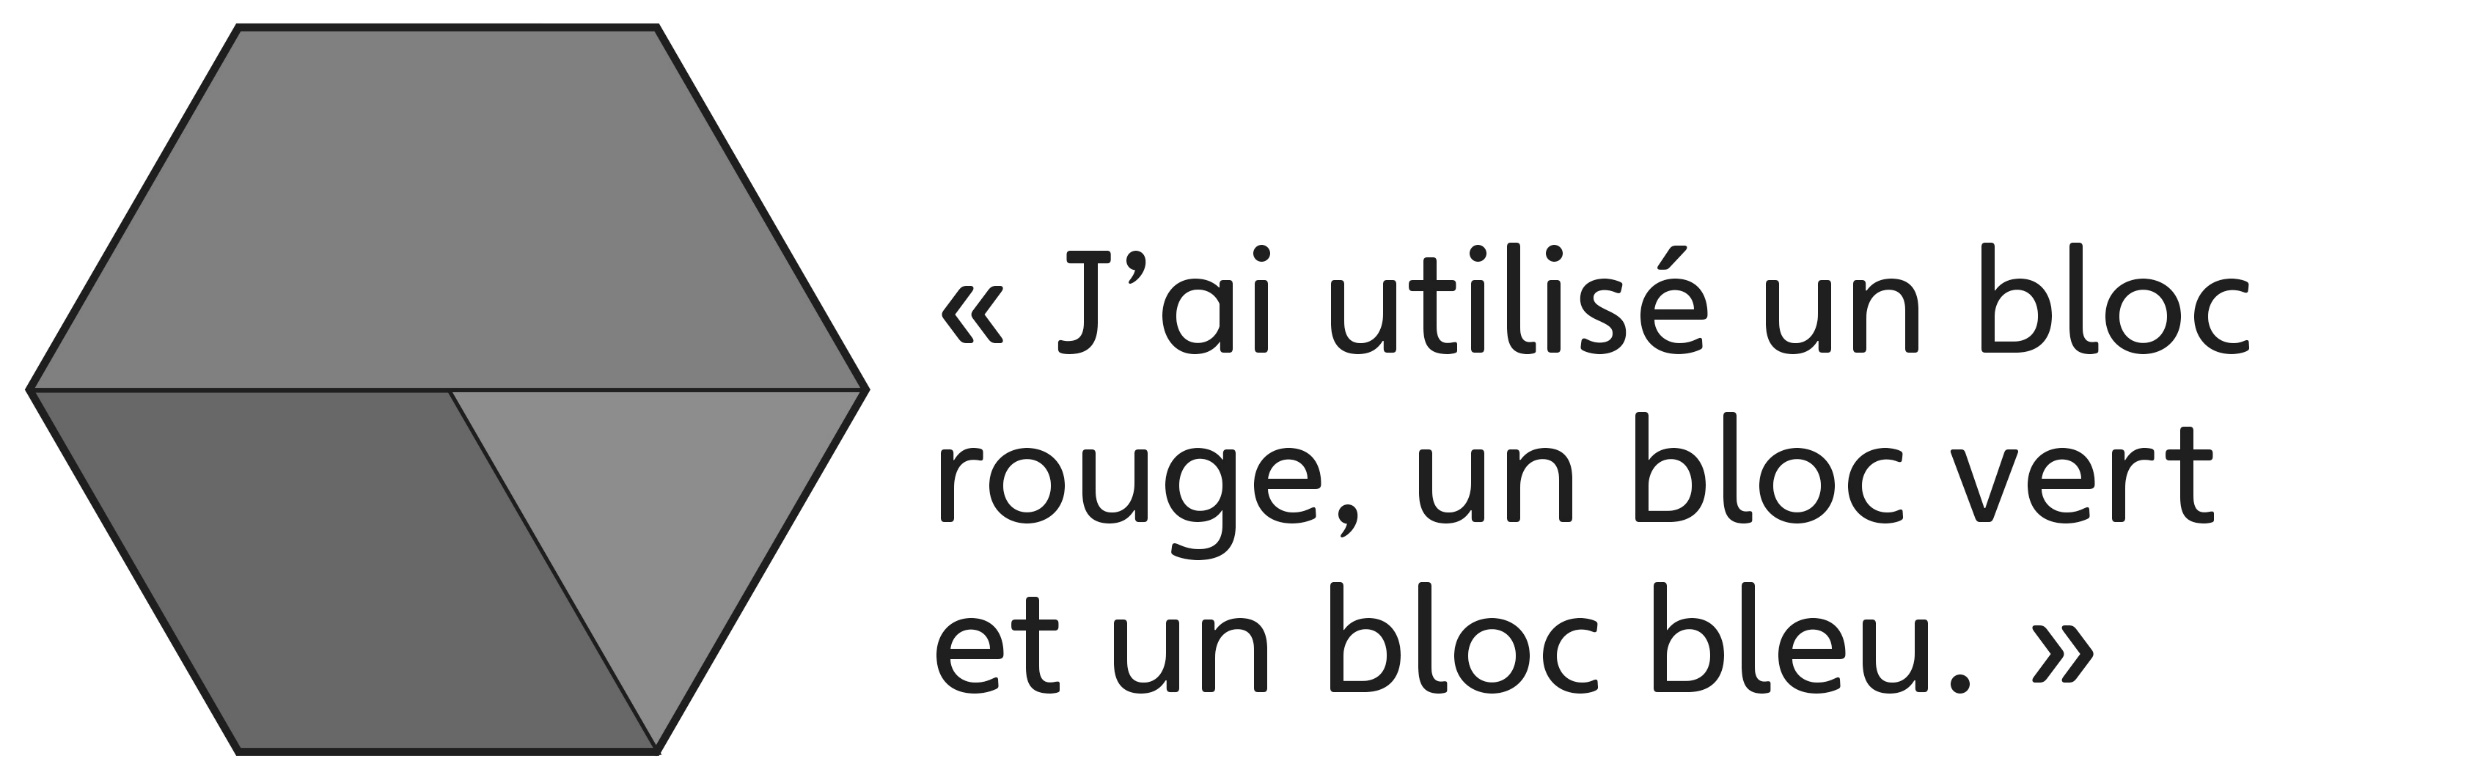 « J’ai utilisé un bloc
rouge, un bloc vert
et un bloc bleu. »